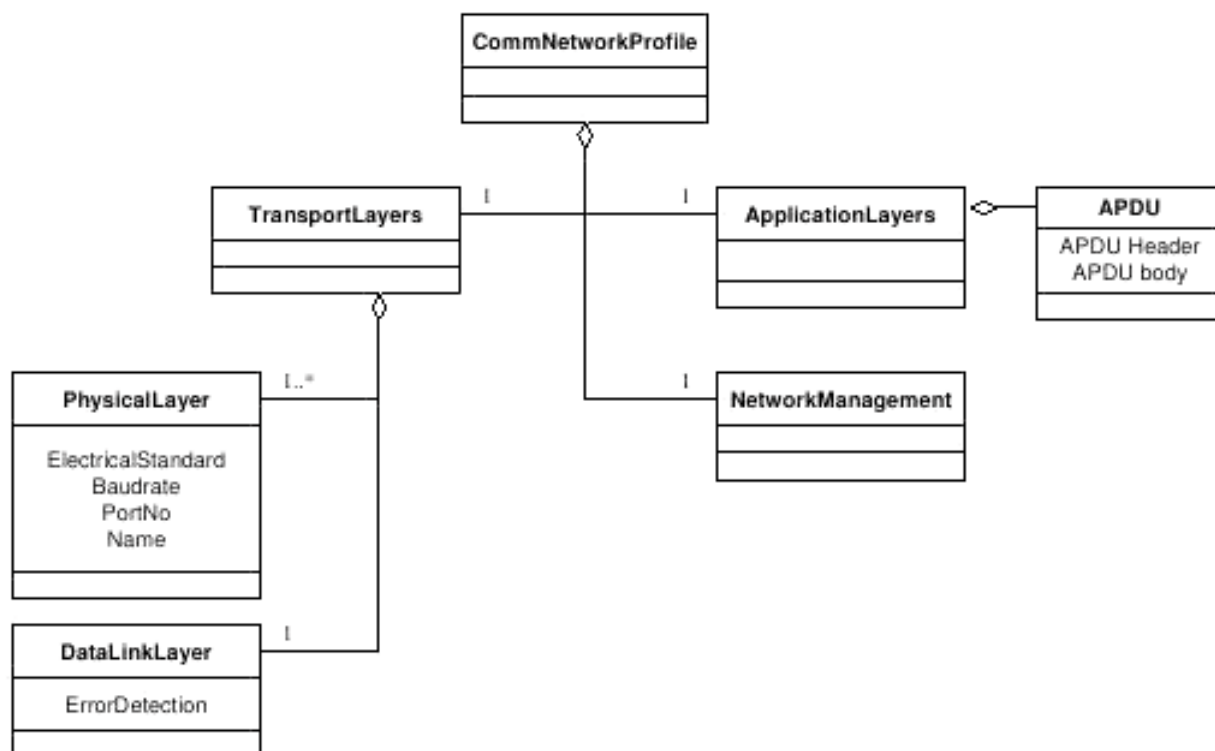 CommNetworkProfile
TransportLayers
1
1
ApplicationLayers
APDU
APDU Header
APDU body
PhysicalLayer
1..*
ElectricalStandard
Baudrate
PortNo
Name
1
NetworkManagement
DataLinkLayer
1
ErrorDetection